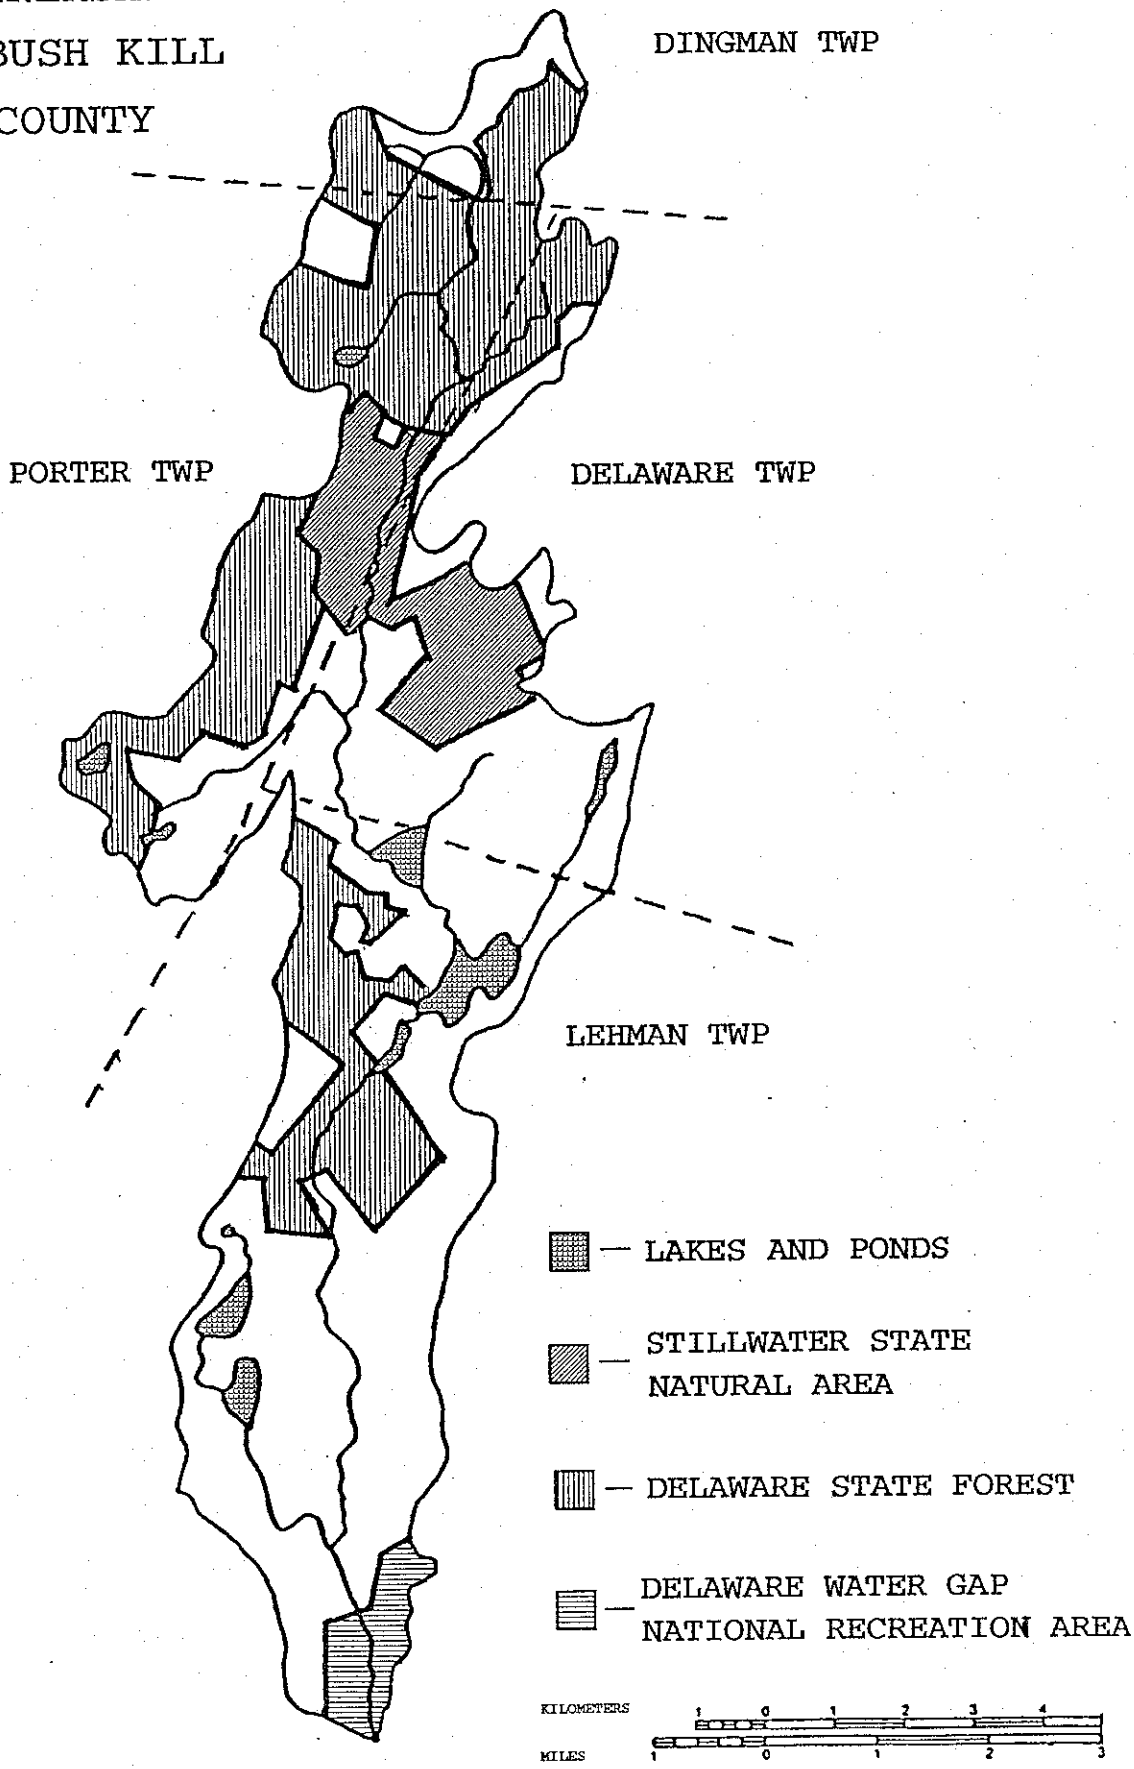 BUSH KILL
COUNTY
DINGMAN TWP
PORTER TWP
DELAWARE TWP
LEHMAN TWP
— LAKES AND PONDS
— STILLWATER STATE
NATURAL AREA
— DELAWARE STATE FOREST
— DELAWARE WATER GAP
NATIONAL RECREATION AREA
KILOMETERS 1 0 1 2 3 4
MILES 1 0 1 2 3